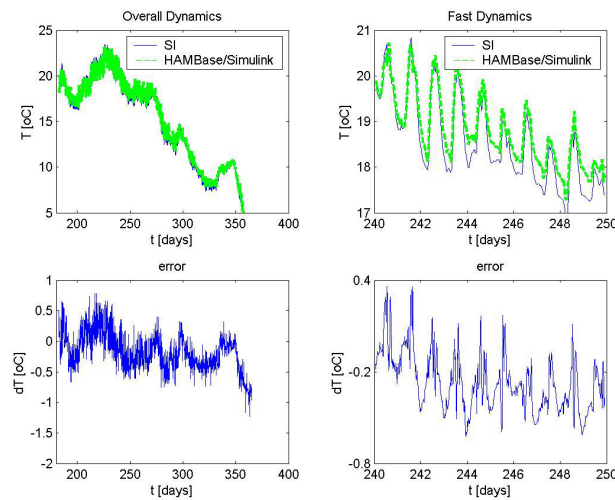 Overall Dynamics
SI
HAMBase/Simulink
T [oC]
25
20
15
10
5
200 250 300 350 400
t [days]
Fast Dynamics
SI
HAMBase/Simulink
T [oC]
21
20
19
18
17
240 242 244 246 248 250
t [days]
error
dT [oC]
1
0.5
0
-0.5
-1
-1.5
-2
200 250 300 350 400
t [days]
error
dT [oC]
0.4
-0.2
-0.8
240 242 244 246 248 250
t [days]